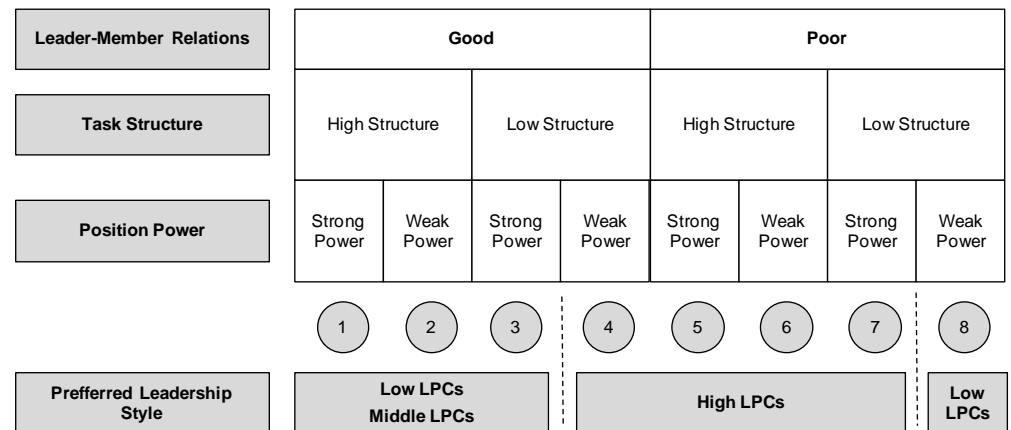 Leader-Member Relations
Good
Poor
Task Structure
High Structure
Low Structure
High Structure
Low Structure
Position Power
Strong
Power
Weak
Power
Strong
Power
Weak
Power
Strong
Power
Weak
Power
Strong
Power
Weak
Power
1
2
3
4
5
6
7
8
Prefferred Leadership
Style
Low LPCs
Middle LPCs
High LPCs
Low
LPCs